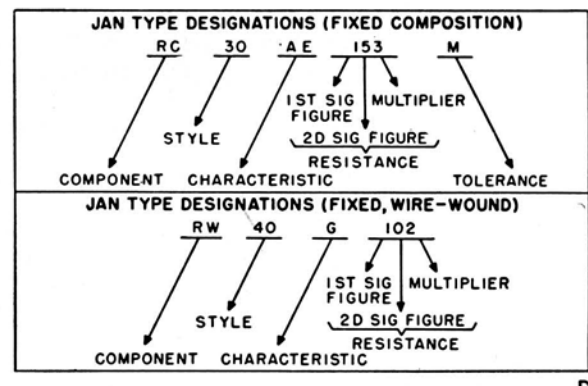 JAN TYPE DESIGNATIONS (FIXED COMPOSITION)
RC 30 AE 153 M
1ST SIG FIGURE MULTIPLIER
STYLE 2D SIG FIGURE
RESISTANCE
COMPONENT CHARACTERISTIC TOLERANCE
JAN TYPE DESIGNATIONS (FIXED, WIRE-WOUND)
RW 40 G 102
1ST SIG FIGURE MULTIPLIER
STYLE 2D SIG FIGURE
RESISTANCE
COMPONENT CHARACTERISTIC